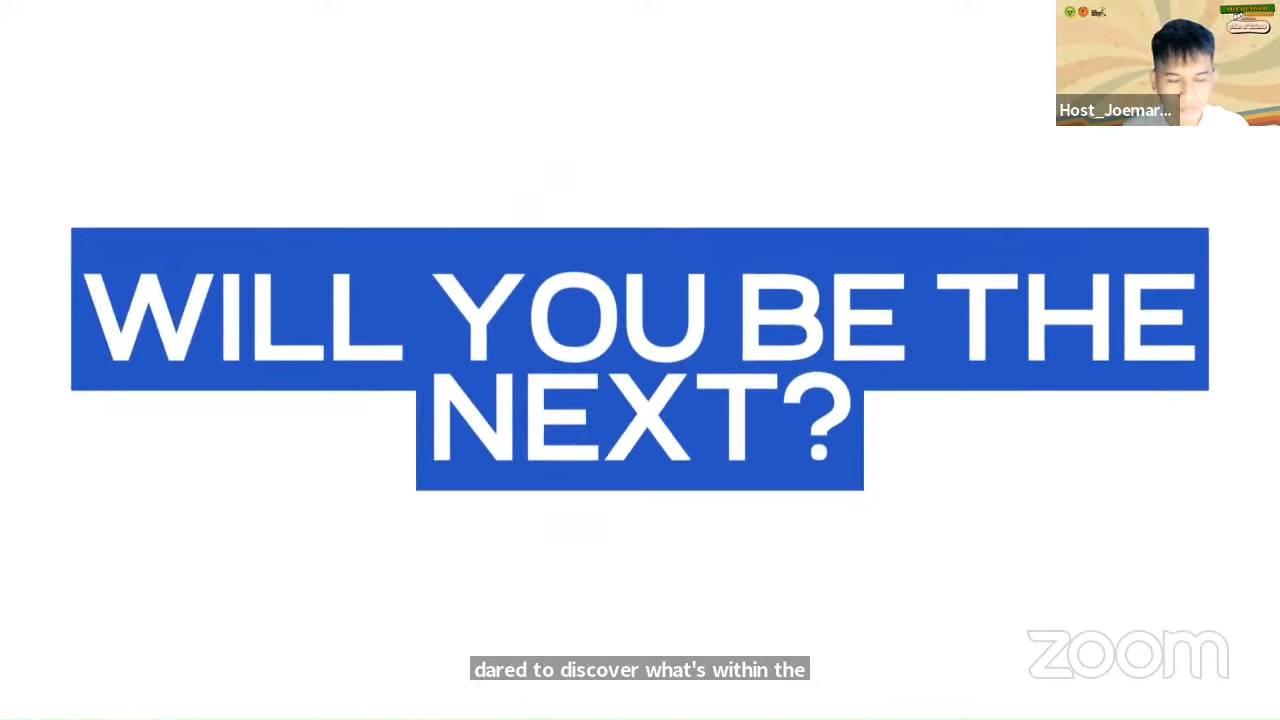 Host_Joemar...
WILL YOU BE THE
NEXT?
dared to discover what's within the
zoom